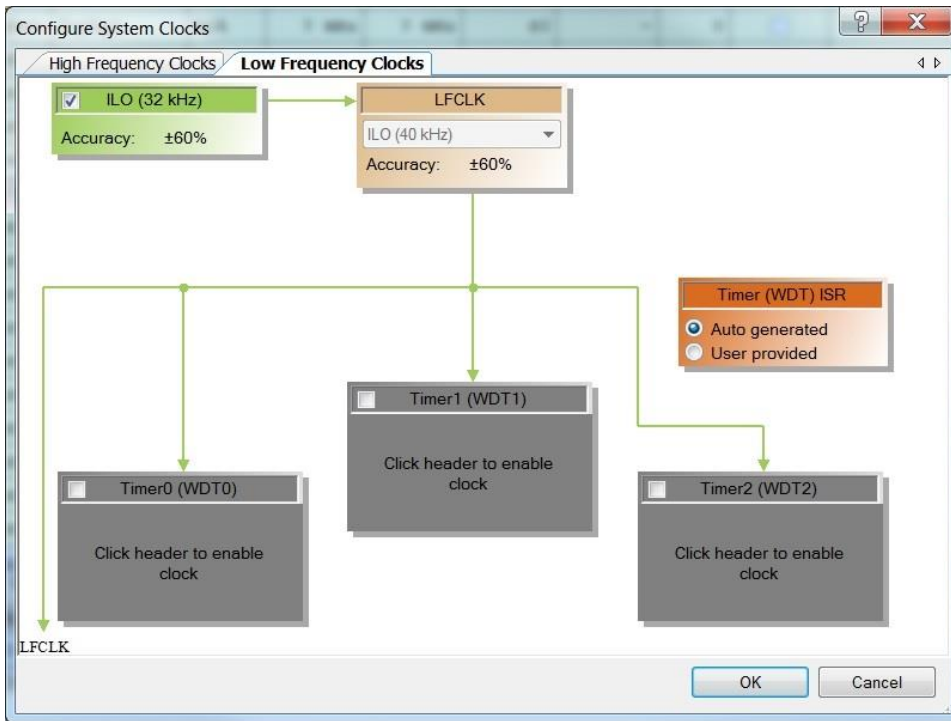 Configure System Clocks
High Frequency Clocks
Low Frequency Clocks
ILO (32 kHz)
Accuracy: ±60%
LFCLK
ILO (40 kHz)
Accuracy: ±60%
Timer (WDT) ISR
Auto generated
User provided
Timer1 (WDT1)
Click header to enable
clock
Timer0 (WDT0)
Click header to enable
clock
Timer2 (WDT2)
Click header to enable
clock
LFCLK
OK
Cancel